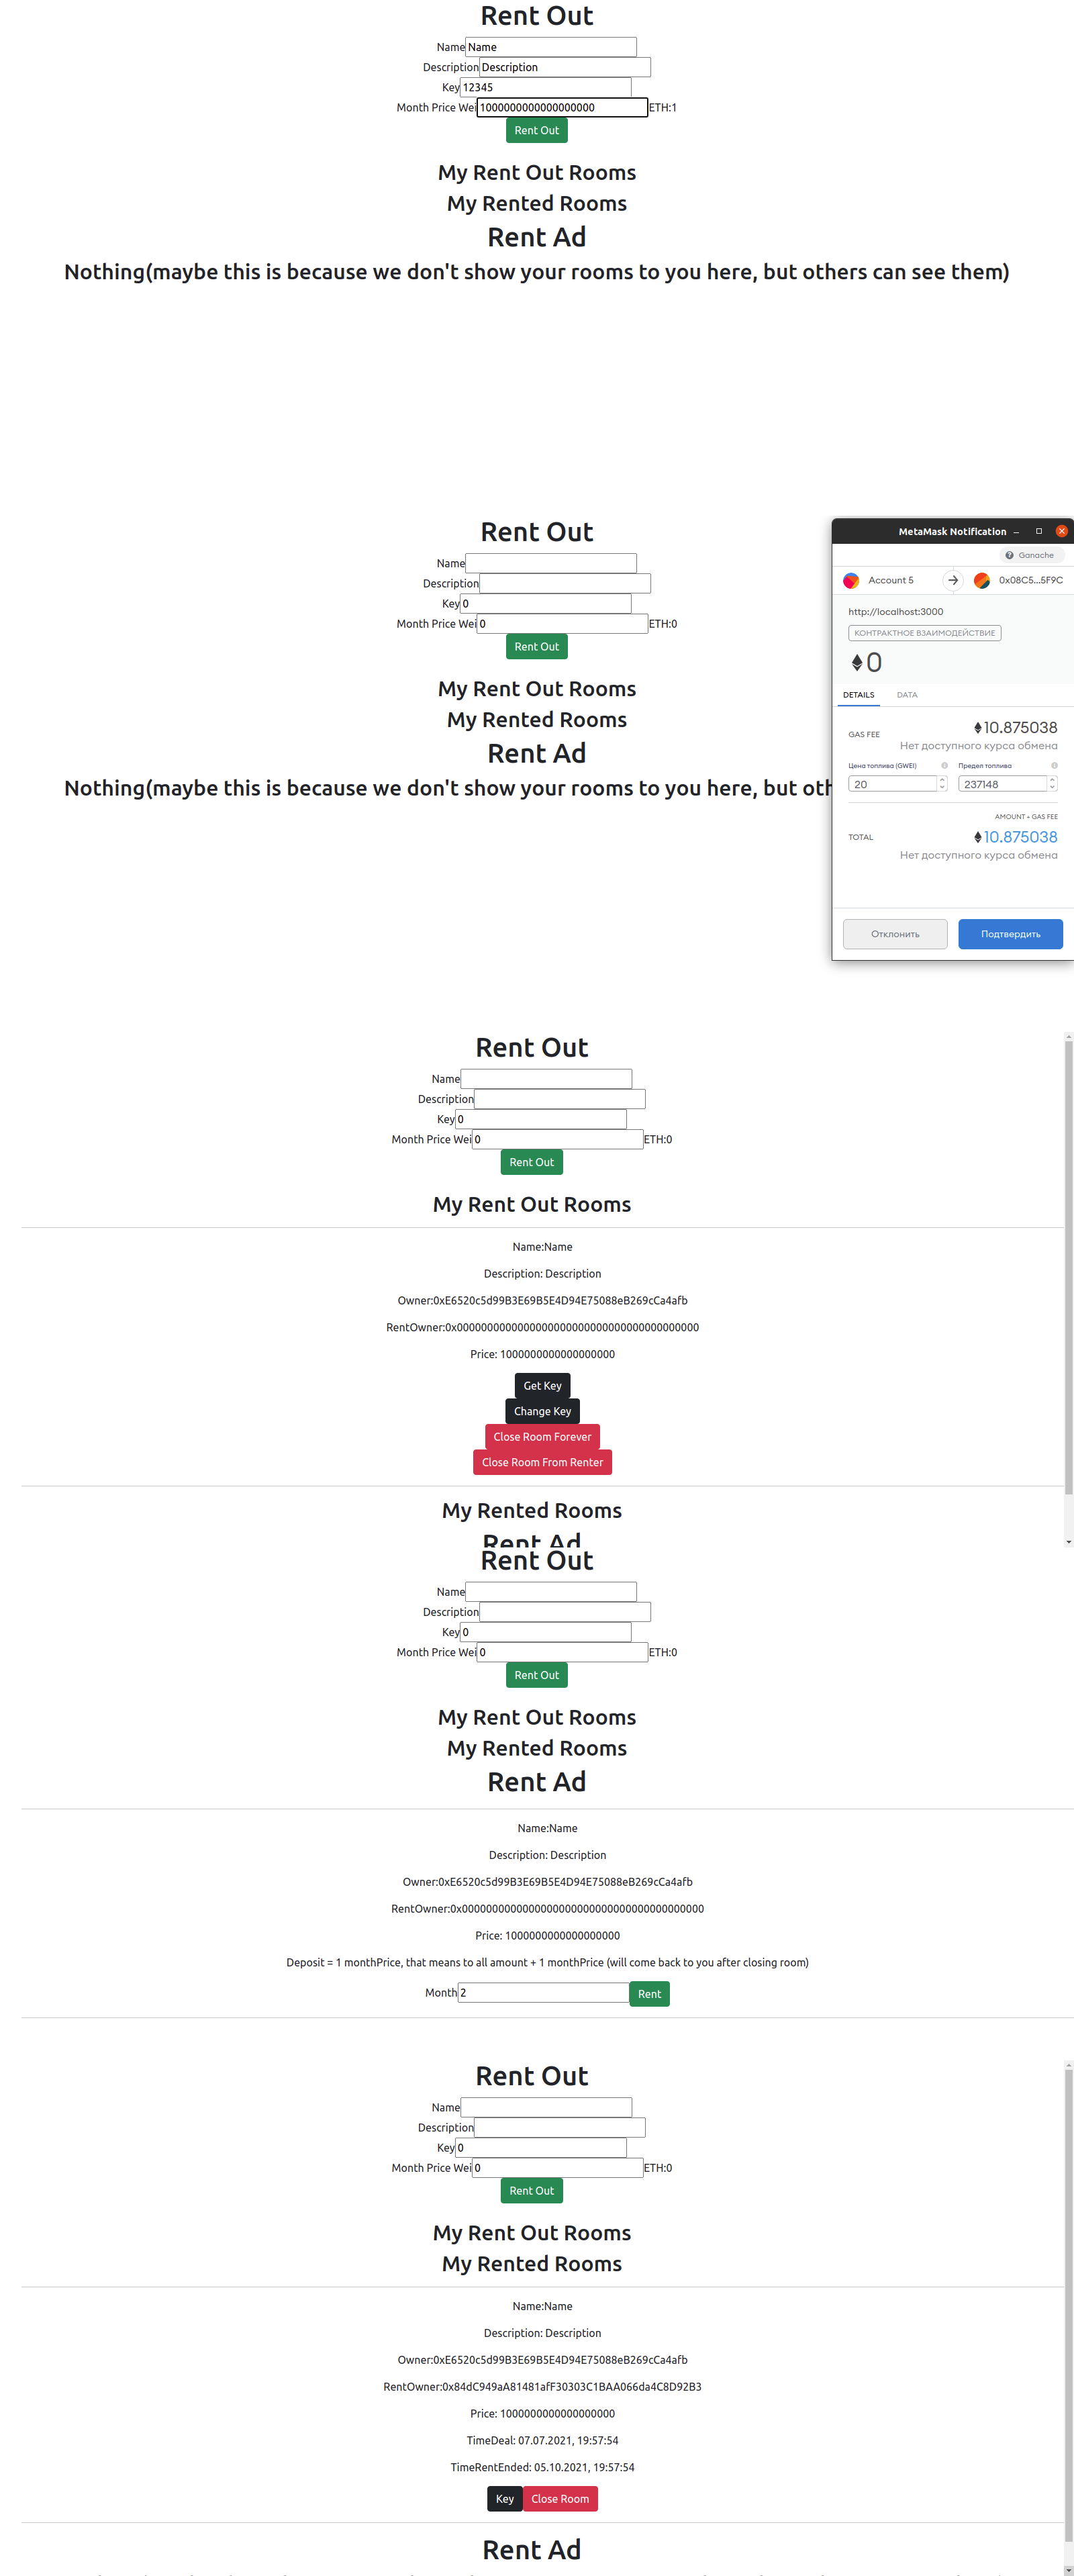 Rent Out
Name Name
Description Description
Key 12345
Month Price Wei 1000000000000000000 ETH:1
Rent Out
My Rent Out Rooms
My Rented Rooms
Rent Ad
Nothing(maybe this is because we don't show your rooms to you here, but others can see them)
Rent Out
Name
Description
Key 0
Month Price Wei 0 ETH:0
Rent Out
My Rent Out Rooms
My Rented Rooms
Rent Ad
Nothing(maybe this is because we don't show your rooms to you here, but oth
MetaMask Notification
Ganache
Account 5
0x08C5...5F9C
http://localhost:3000
КОНТРАКТНОЕ ВЗАИМОДЕЙСТВИЕ
0
DETAILS DATA
GAS FEE 10.875038
Нет доступного курса обмена
Цена топлива (GWEI) Предел топлива
20 237148
AMOUNT + GAS FEE
TOTAL 10.875038
Нет доступного курса обмена
Отклонить Подтвердить
Rent Out
Name
Description
Key 0
Month Price Wei 0 ETH:0
Rent Out
My Rent Out Rooms
Name:Name
Description: Description
Owner:0xE6520c5d99B3E69B5E4D94E75088eB269cCa4afb
RentOwner:0x0000000000000000000000000000000000000000
Price: 1000000000000000000
Get Key
Change Key
Close Room Forever
Close Room From Renter
My Rented Rooms
Rent Ad
Rent Out
Name
Description
Key 0
Month Price Wei 0 ETH:0
Rent Out
My Rent Out Rooms
My Rented Rooms
Rent Ad
Name:Name
Description: Description
Owner:0xE6520c5d99B3E69B5E4D94E75088eB269cCa4afb
RentOwner:0x0000000000000000000000000000000000000000
Price: 1000000000000000000
Deposit = 1 monthPrice, that means to all amount + 1 monthPrice (will come back to you after closing room)
Month 2 Rent
Rent Out
Name
Description
Key 0
Month Price Wei 0 ETH:0
Rent Out
My Rent Out Rooms
My Rented Rooms
Name:Name
Description: Description
Owner:0xE6520c5d99B3E69B5E4D94E75088eB269cCa4afb
RentOwner:0x84dC949aA81481afF30303C1BAA066da4C8D92B3
Price: 1000000000000000000
TimeDeal: 07.07.2021, 19:57:54
TimeRentEnded: 05.10.2021, 19:57:54
Key Close Room
Rent Ad